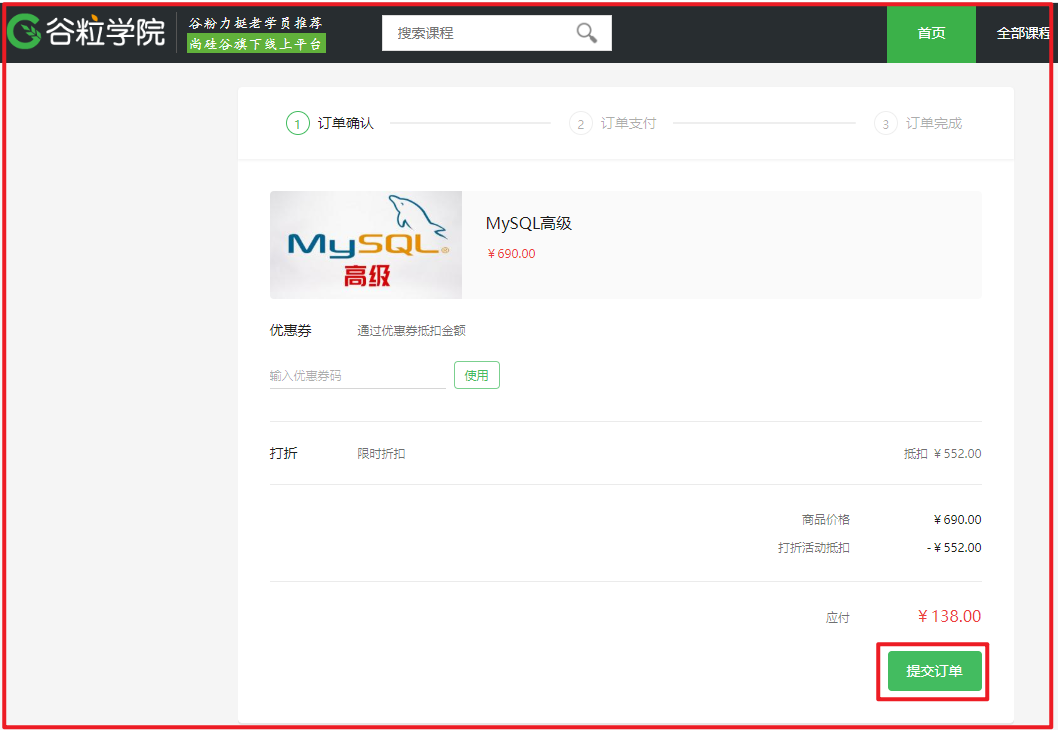 谷粒学院
谷粉力挺老学员推荐
尚硅谷旗下线上平台
搜索课程
首页
全部课程
1 订单确认
2 订单支付
3 订单完成
MySQL®
高级
MySQL高级
￥690.00
优惠券 通过优惠券抵扣金额
输入优惠券码 使用
打折 限时折扣 抵扣 ￥552.00
商品价格 ￥690.00
打折活动抵扣 -￥552.00
应付 ￥138.00
提交订单